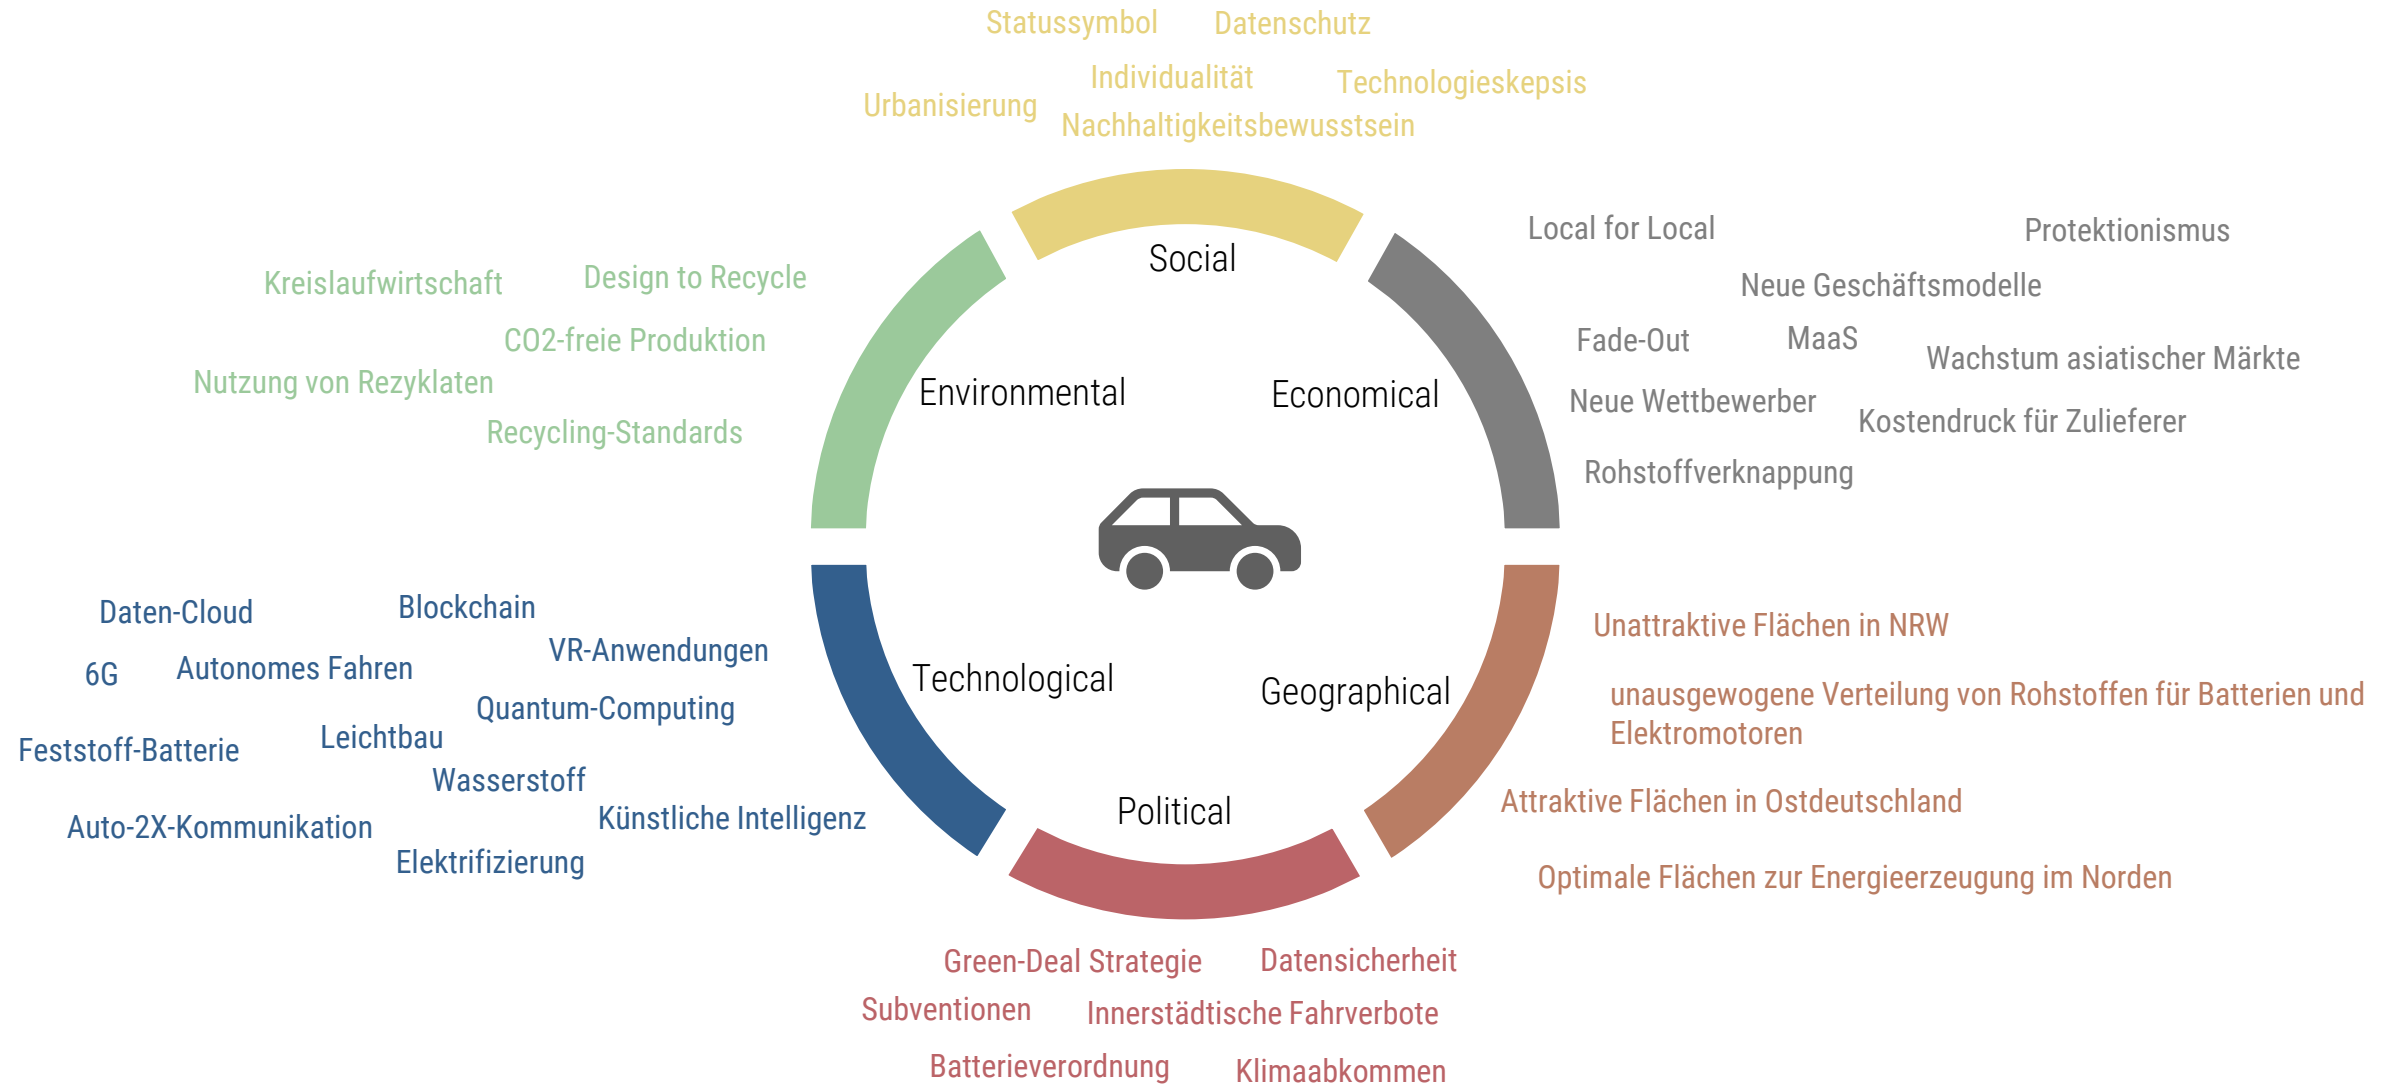 Statussymbol
Datenschutz
Individualität
Technologieskepsis
Urbanisierung
Nachhaltigkeitsbewusstsein
Social
Local for Local
Protektionismus
Neue Geschäftsmodelle
Fade-Out
MaaS
Wachstum asiatischer Märkte
Neue Wettbewerber
Kostendruck für Zulieferer
Rohstoffverknappung
Economical
Kreislaufwirtschaft
Design to Recycle
CO2-freie Produktion
Nutzung von Rezyklaten
Recycling-Standards
Environmental
Daten-Cloud
Blockchain
VR-Anwendungen
6G
Autonomes Fahren
Quantum-Computing
Feststoff-Batterie
Leichtbau
Wasserstoff
Künstliche Intelligenz
Auto-2X-Kommunikation
Elektrifizierung
Technological
Geographical
Unattraktive Flächen in NRW
unausgewogene Verteilung von Rohstoffen für Batterien und
Elektromotoren
Attraktive Flächen in Ostdeutschland
Optimale Flächen zur Energieerzeugung im Norden
Political
Green-Deal Strategie
Datensicherheit
Subventionen
Innerstädtische Fahrverbote
Batterieverordnung
Klimaabkommen